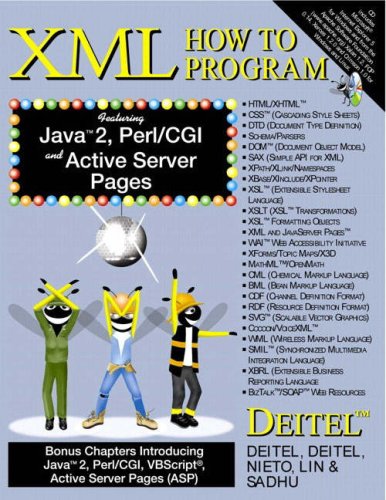 XML HOW TO
PROGRAM
CD
includes
Microsoft®
Internet Explorer 5
Featuring
Java™ 2, Perl/CGI
and Active Server
Pages
HTML/XHTML™
CSS™ (Cascading Style Sheets)
DTD (Document Type Definition)
Schema/Parsers
DOM™ (Document Object Model)
SAX (Simple API for XML)
XPath/XLink/Namespaces
XBase/XInclude/XPointer
XSL™ (Extensible Stylesheet
Language)
XSLT (XSL™ Transformations)
XSL™ Formatting Objects
XML and JavaServer Pages™
WAI™ Web Accessibility Initiative
XForms/Topic Maps/X3D
MathML™/OpenMath
CML (Chemical Markup Language)
BML (Bean Markup Language)
CDF (Channel Definition Format)
RDF (Resource Definition Format)
SVG™ (Scalable Vector Graphics)
Cocoon/VoiceXML™
WML (Wireless Markup Language)
SMIL™ (Synchronized Multimedia
Integration Language)
XBRL (Extensible Business
Reporting Language
BizTalk™/SOAP™ Web Resources
Bonus Chapters Introducing
Java™ 2, Perl/CGI, VBScript®,
Active Server Pages (ASP)
DEITEL™
DEITEL, DEITEL,
NIETO, LIN &
SADHU